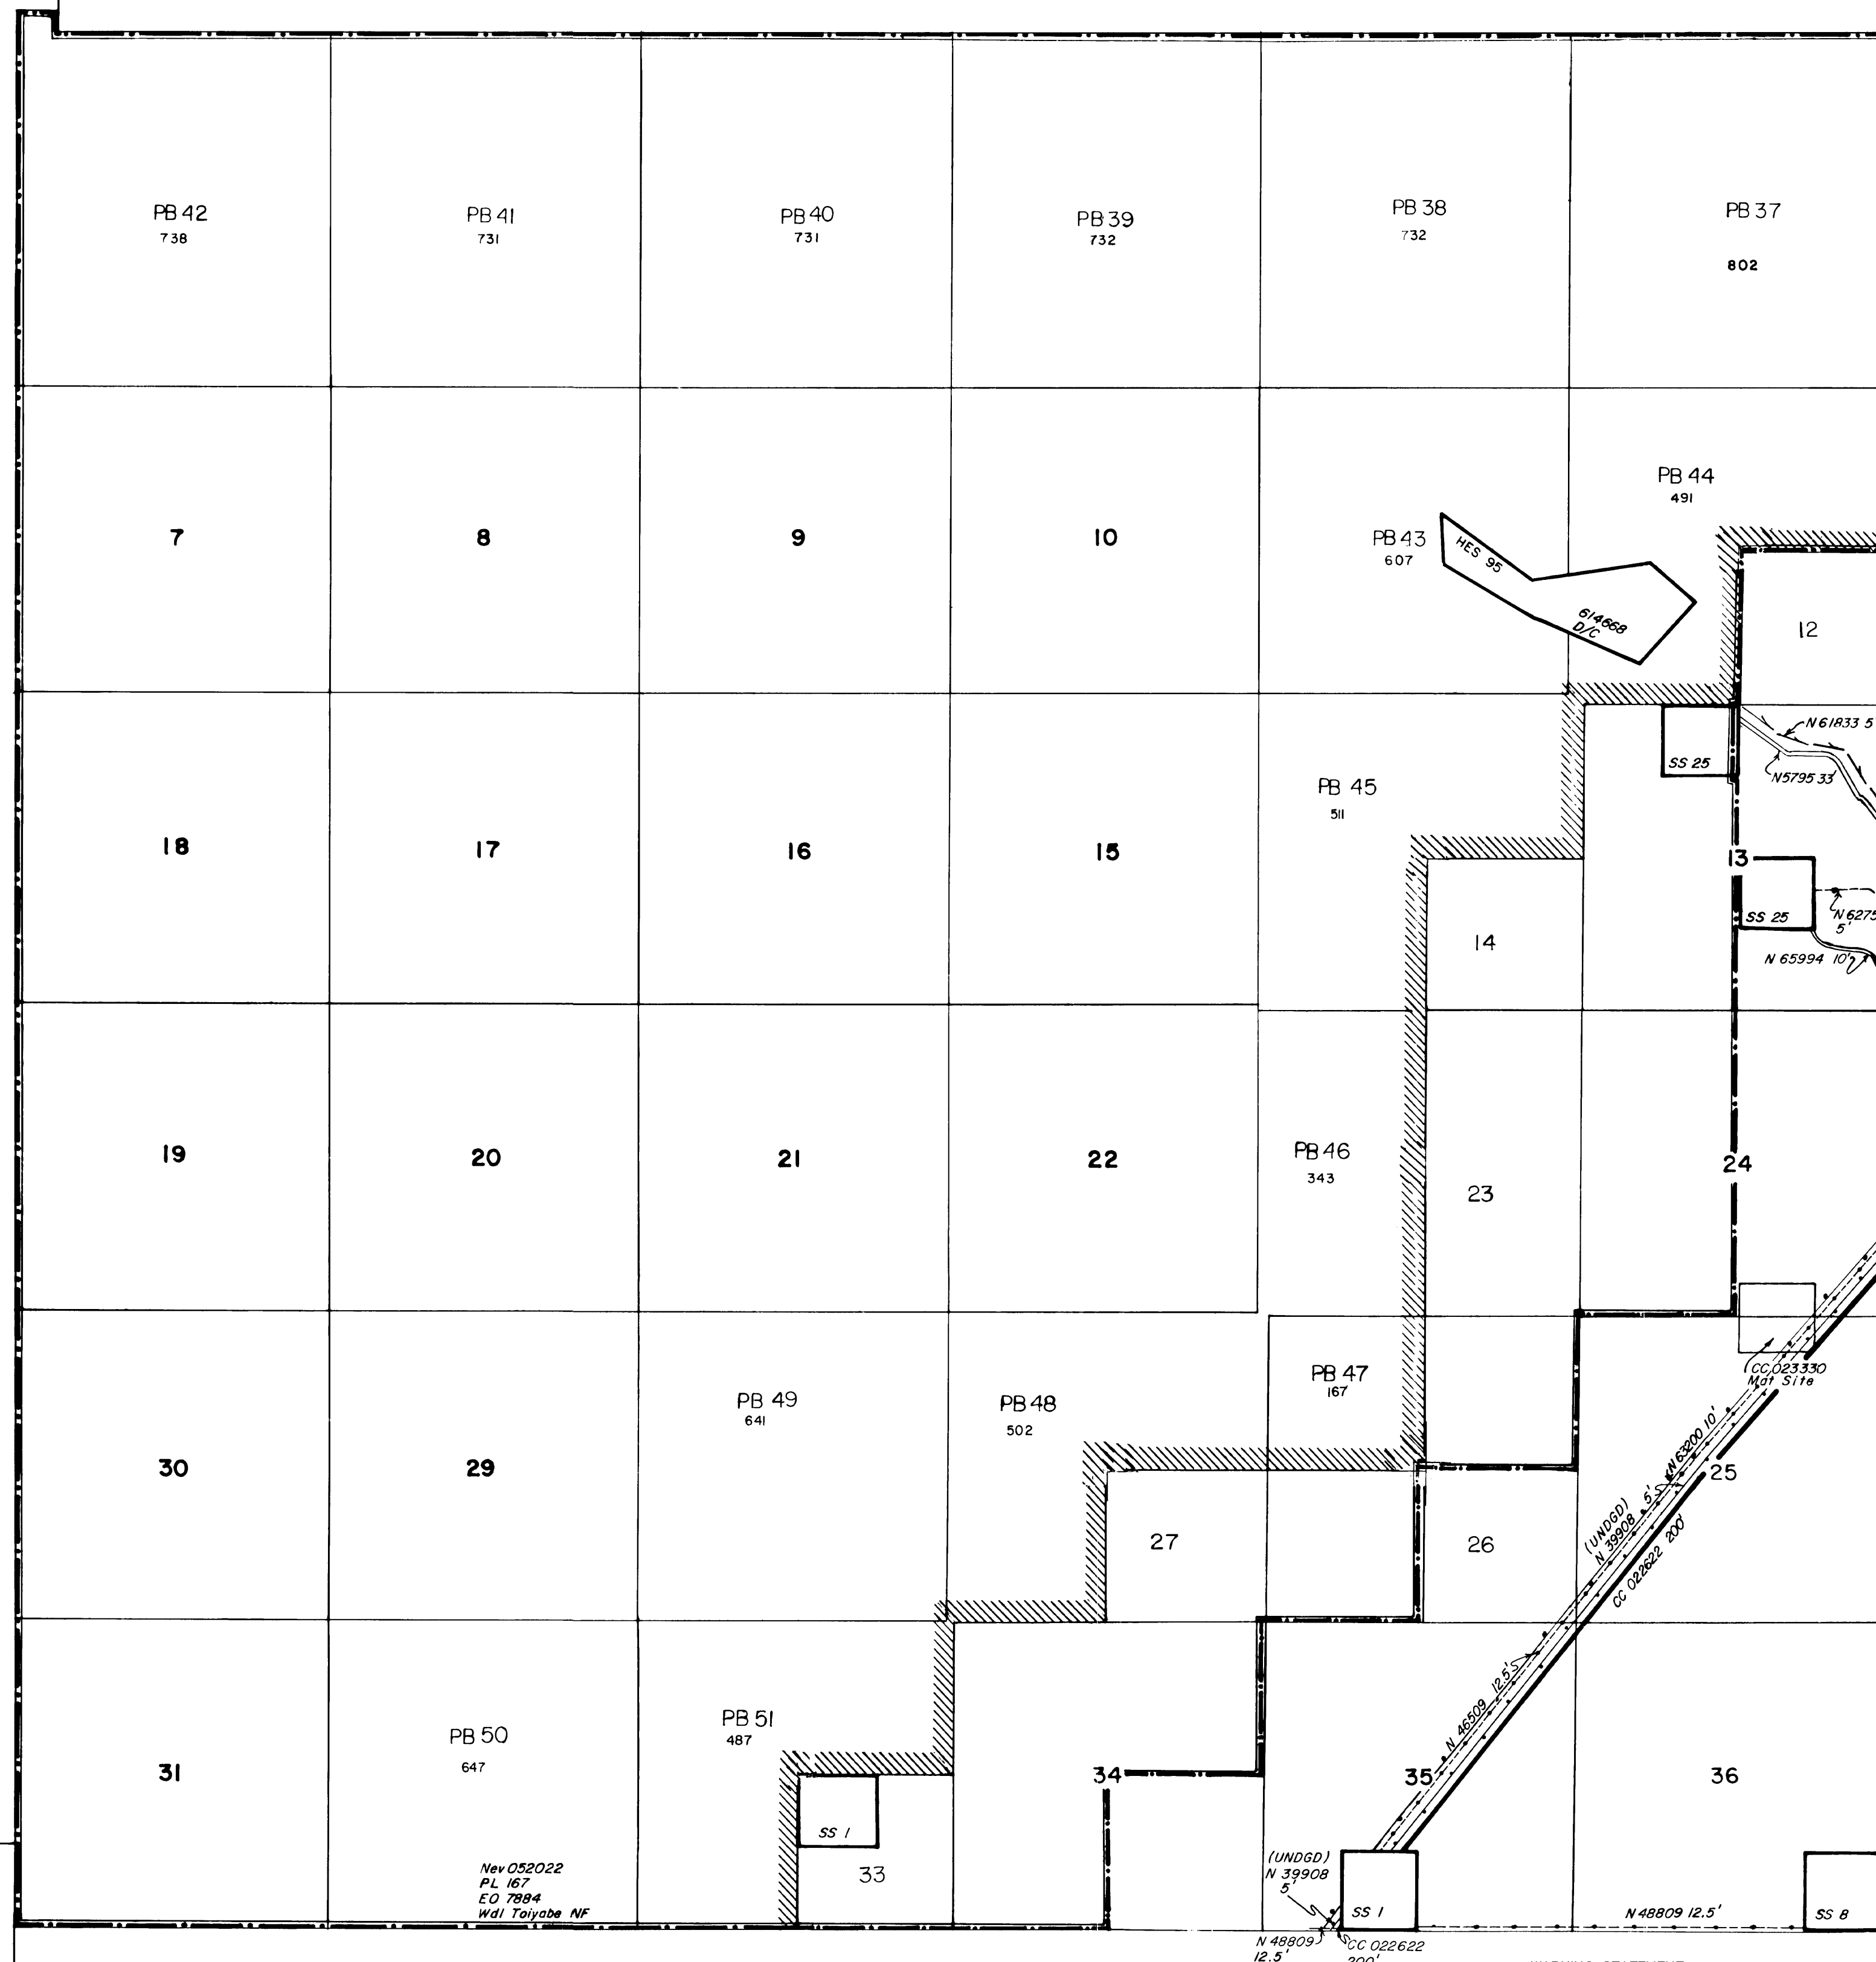 PB 42
738
PB 41
731
PB 40
731
PB 39
732
PB 38
732
PB 37
802
7
8
9
10
PB 43
607
HES 95
614668
D/C
PB 44
491
12
18
17
16
15
PB 45
511
SS 25
N 61833 5
N 5795 33'
13
SS 25
N 6275
5'
N 65994 10'
14
19
20
21
22
PB 46
343
23
24
CC 023330
Mat Site
30
29
PB 49
641
PB 48
502
PB 47
167
27
26
25
N 63200 10'
(UNDGD)
N 39908 5'
CC 022622 200'
N 46509 12.5'
31
PB 50
647
PB 51
487
SS 1
33
34
35
36
Nev 052022
PL 167
EO 7884
Wdl Toiyabe NF
(UNDGD)
N 39908
5'
SS 1
N 48809 12.5'
SS 8
N 48809
12.5'
CC 022622
200'